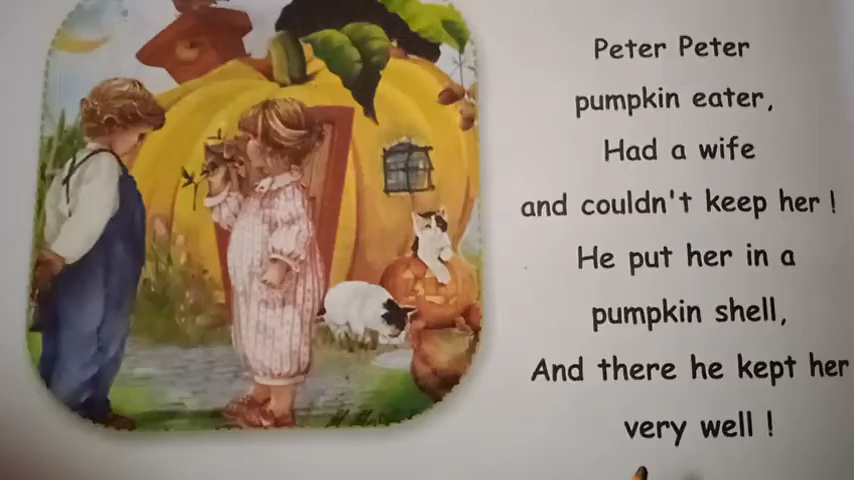 Peter Peter
pumpkin eater,
Had a wife
and couldn't keep her !
He put her in a
pumpkin shell,
And there he kept her
very well !